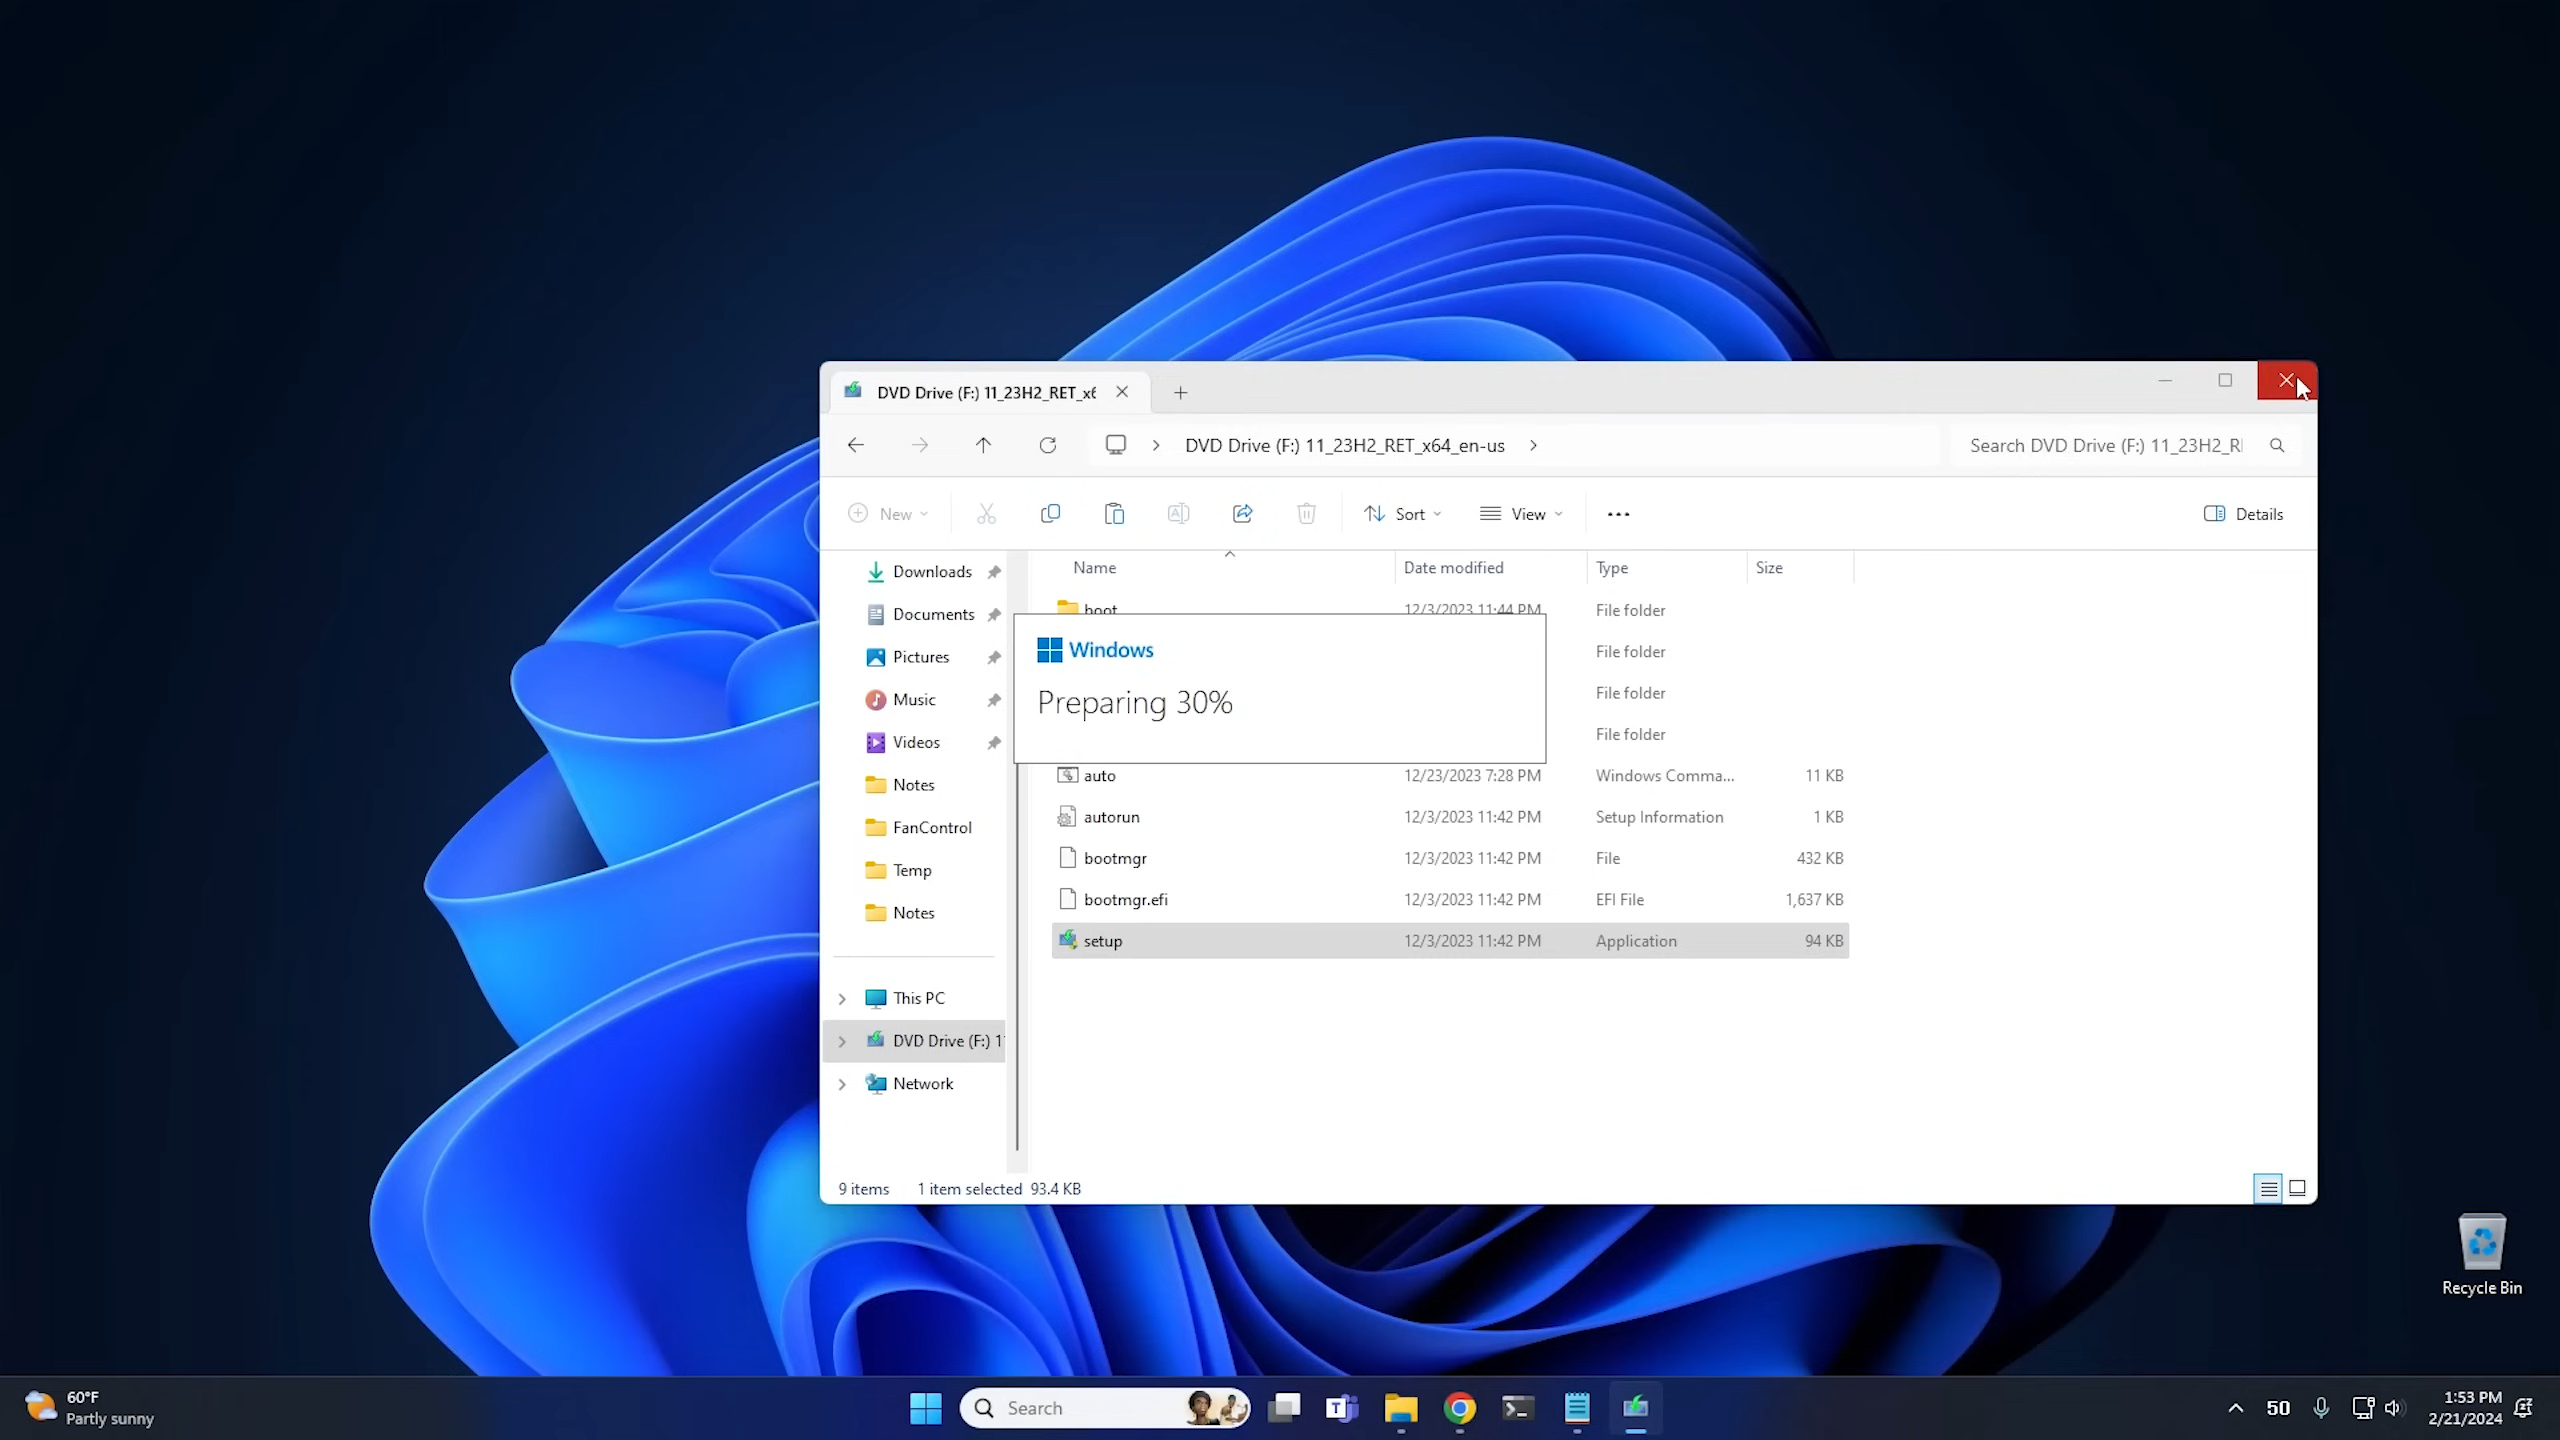 DVD Drive (F:) 11_23H2_RET_x6
DVD Drive (F:) 11_23H2_RET_x64_en-us
Search DVD Drive (F:) 11_23H2_RI
New
Sort
View
Details
Name Date modified Type Size
Downloads
Documents
Pictures
Music
Videos
Notes
FanControl
Temp
Notes
This PC
DVD Drive (F:) 1
Network
boot 12/3/2023 11:44 PM File folder
File folder
File folder
File folder
Windows
Preparing 30%
auto 12/23/2023 7:28 PM Windows Comma... 11 KB
autorun 12/3/2023 11:42 PM Setup Information 1 KB
bootmgr 12/3/2023 11:42 PM File 432 KB
bootmgr.efi 12/3/2023 11:42 PM EFI File 1,637 KB
setup 12/3/2023 11:42 PM Application 94 KB
9 items 1 item selected 93.4 KB
Recycle Bin
60°F
Partly sunny
Search
50
1:53 PM
2/21/2024